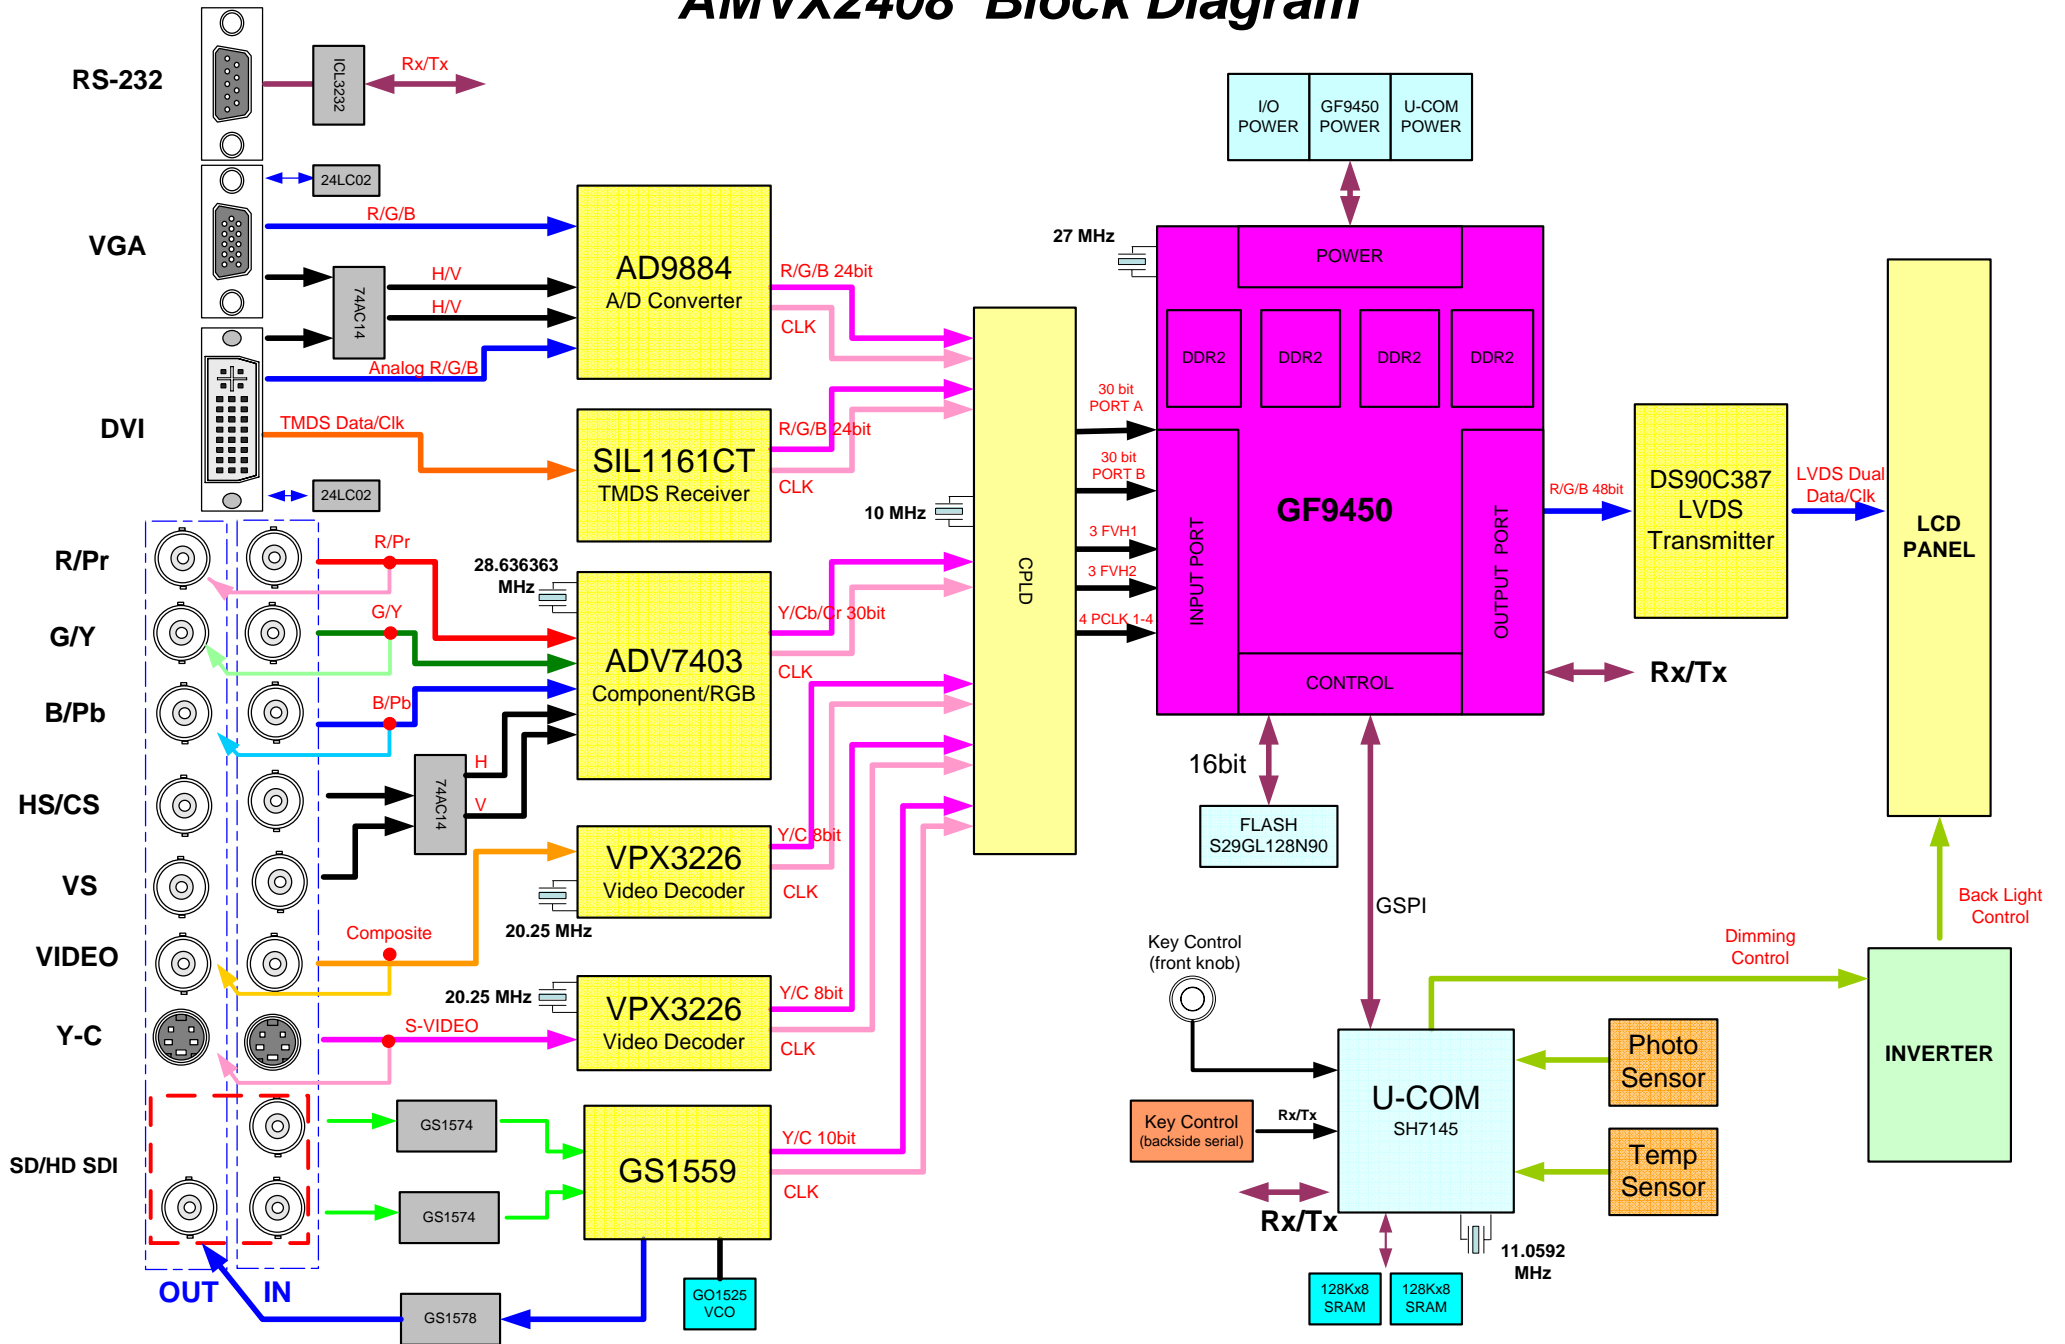 AMVX2408 Block Diagram
RS-232
ICL3232
Rx/Tx
24LC02
VGA
R/G/B
74AC14
H/V
H/V
Analog R/G/B
DVI
TMDS Data/Clk
24LC02
AD9884
A/D Converter
R/G/B 24bit
CLK
SIL1161CT
TMDS Receiver
R/G/B 24bit
CLK
R/Pr
R/Pr
G/Y
G/Y
B/Pb
B/Pb
HS/CS
VS
74AC14
H
V
28.636363
MHz
ADV7403
Component/RGB
Y/Cb/Cr 30bit
CLK
VIDEO
Composite
VPX3226
Video Decoder
20.25 MHz
Y/C 8bit
CLK
Y-C
S-VIDEO
20.25 MHz
VPX3226
Video Decoder
Y/C 8bit
CLK
SD/HD SDI
GS1574
GS1574
GS1559
Y/C 10bit
CLK
OUT
IN
GS1578
GO1525
VCO
10 MHz
CPLD
30 bit
PORT A
30 bit
PORT B
3 FVH1
3 FVH2
4 PCLK 1-4
I/O
POWER
GF9450
POWER
U-COM
POWER
27 MHz
POWER
DDR2
DDR2
DDR2
DDR2
GF9450
INPUT PORT
OUTPUT PORT
CONTROL
R/G/B 48bit
DS90C387
LVDS
Transmitter
LVDS Dual
Data/Clk
LCD
PANEL
Rx/Tx
16bit
FLASH
S29GL128N90
GSPI
Key Control
(front knob)
Key Control
(backside serial)
Rx/Tx
U-COM
SH7145
Rx/Tx
11.0592
MHz
128Kx8
SRAM
128Kx8
SRAM
Photo
Sensor
Temp
Sensor
Dimming
Control
Back Light
Control
INVERTER